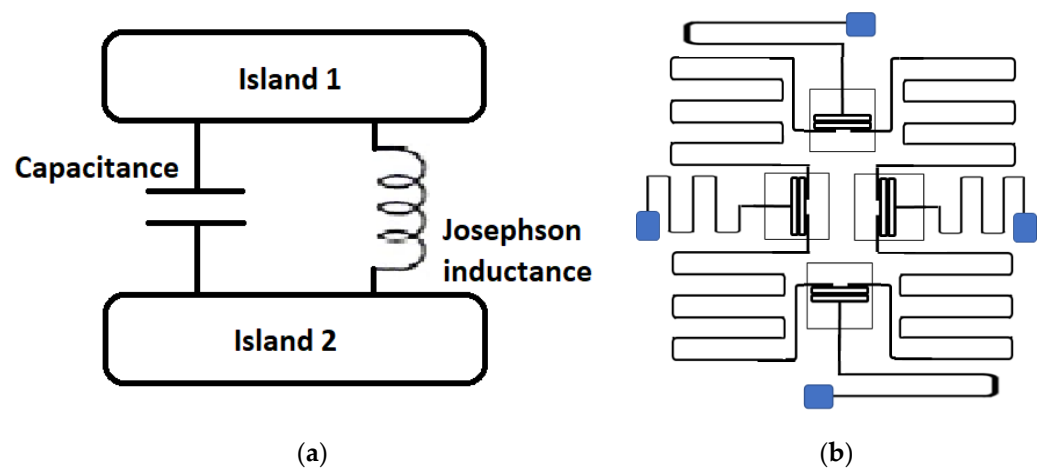 Island 1
Capacitance
Josephson
inductance
Island 2
(a)
(b)